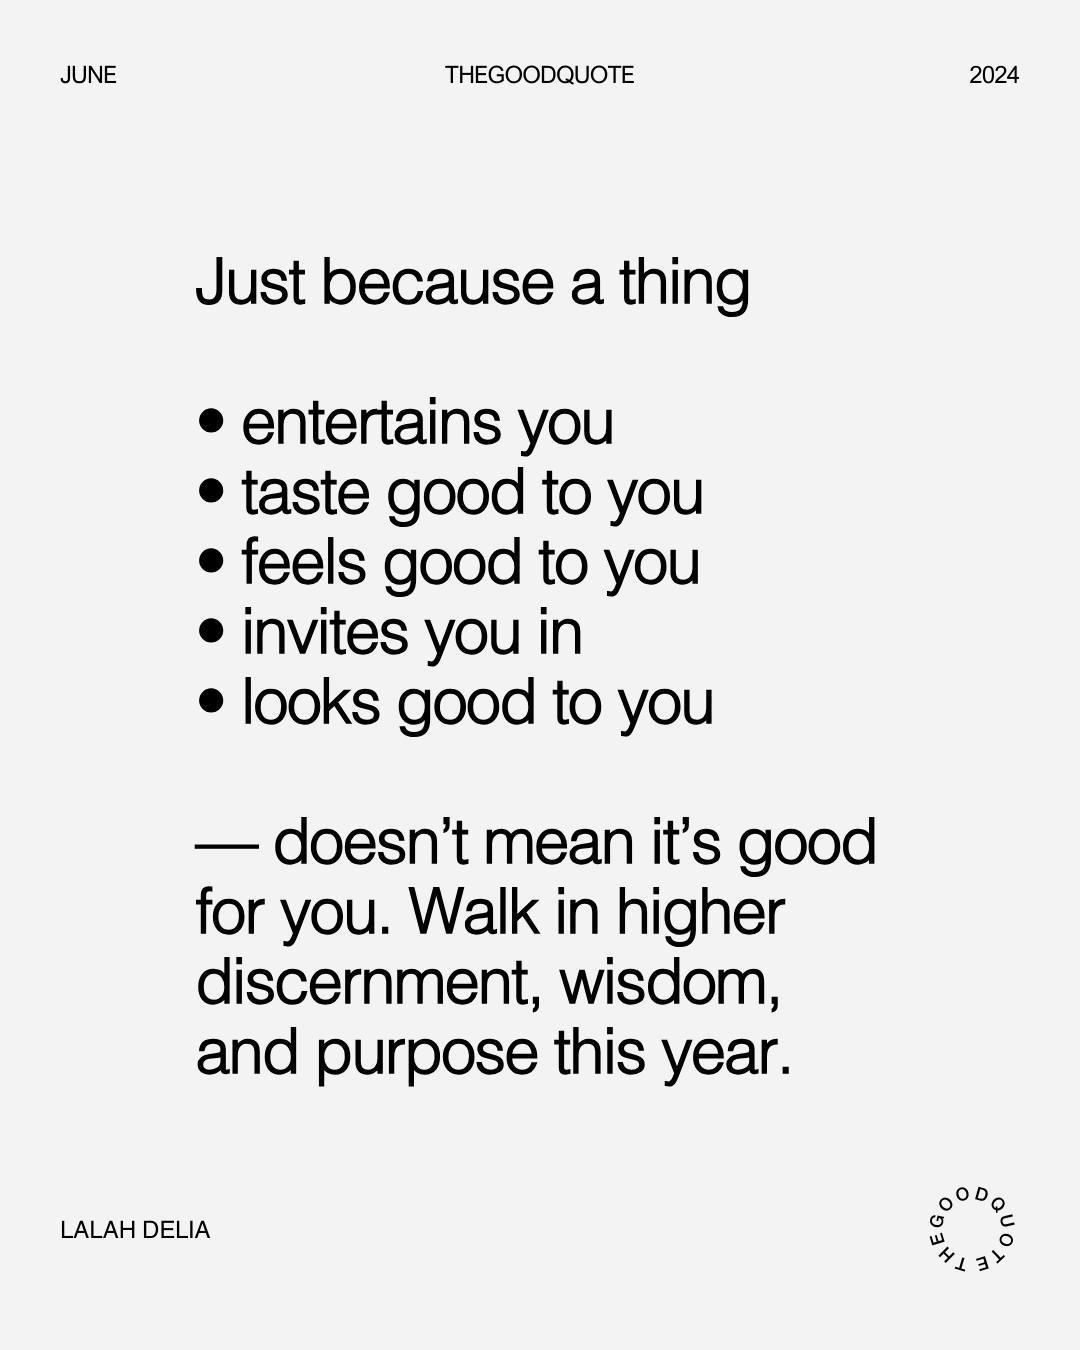 JUNE THEGOODQUOTE 2024
Just because a thing
● entertains you
● taste good to you
● feels good to you
● invites you in
● looks good to you
— doesn’t mean it’s good
for you. Walk in higher
discernment, wisdom,
and purpose this year.
LALAH DELIA
THEGOODQUOTE